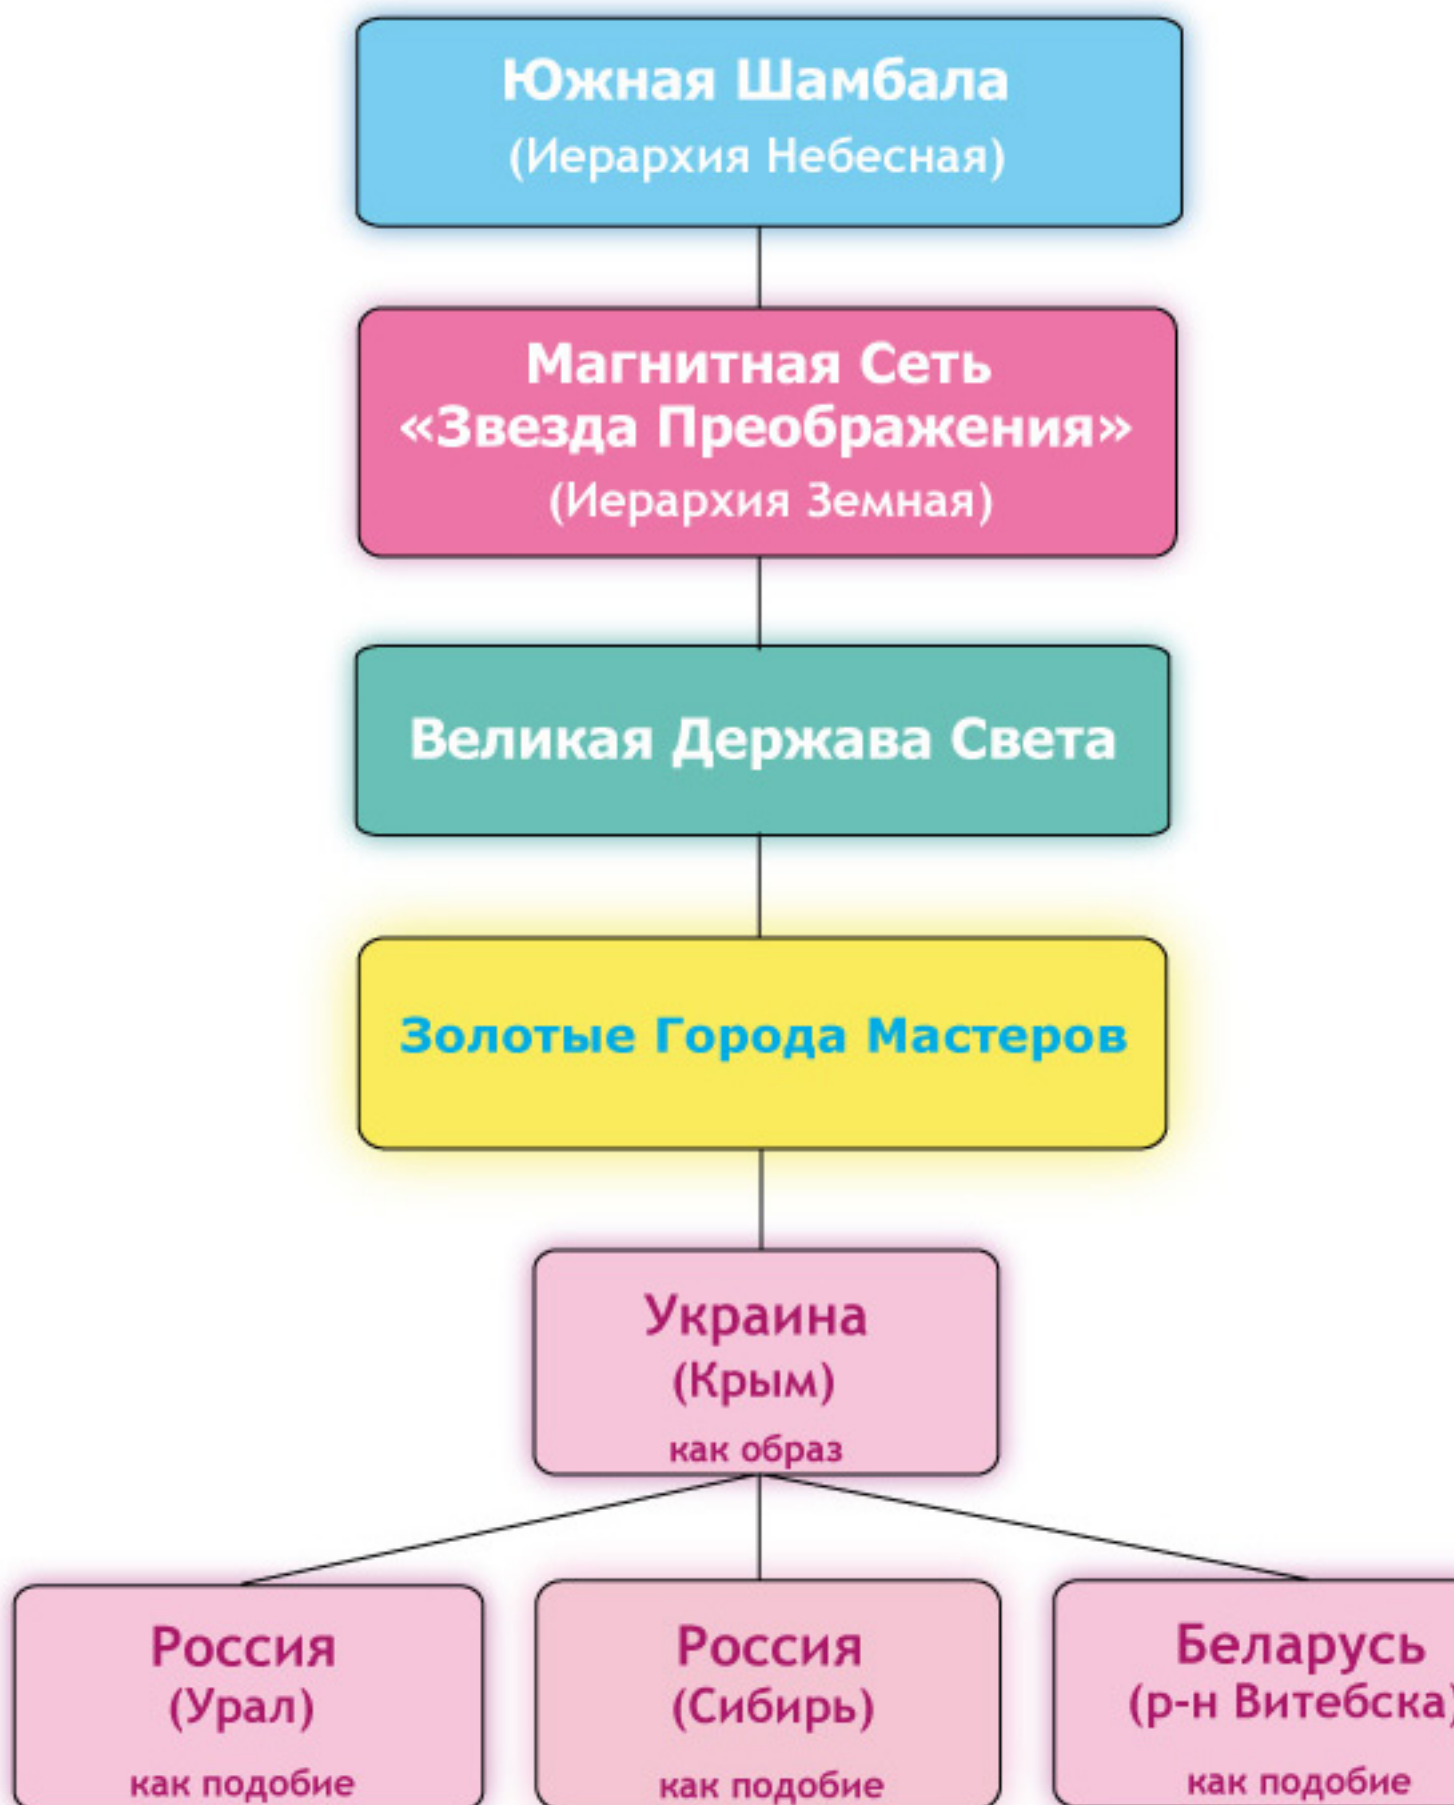 Южная Шамбала
(Иерархия Небесная)
Магнитная Сеть
«Звезда Преображения»
(Иерархия Земная)
Великая Держава Света
Золотые Города Мастеров
Украина
(Крым)
как образ
Россия
(Урал)
как подобие
Россия
(Сибирь)
как подобие
Беларусь
(р-н Витебска)
как подобие